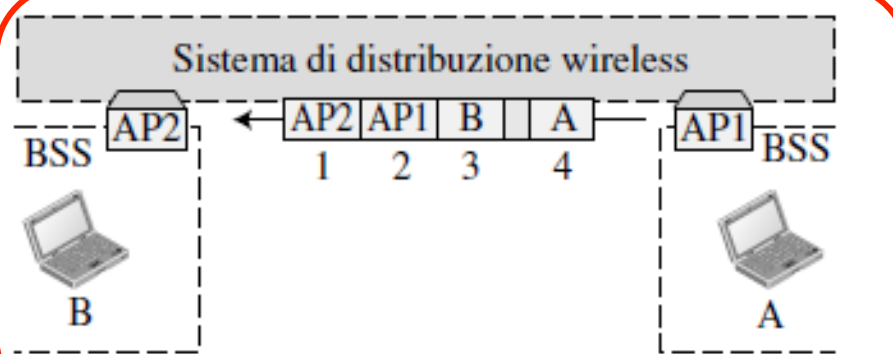 Sistema di distribuzione wireless
AP2 AP2 AP1 B A AP1
BSS 1 2 3 4 BSS
B A